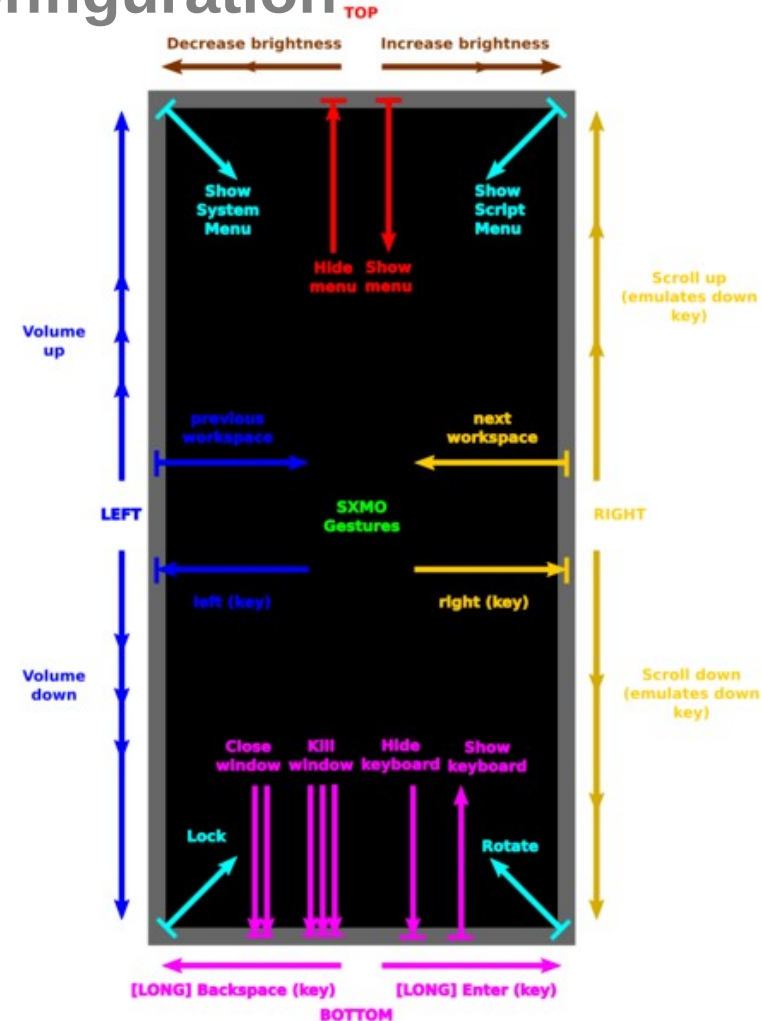 TOP
Decrease brightness
Increase brightness
Show
System
Menu
Show
Script
Menu
Hide
menu
Show
menu
Volume
up
Scroll up
(emulates down
key)
previous
workspace
next
workspace
LEFT
SXMO
Gestures
RIGHT
left (key)
right (key)
Volume
down
Scroll down
(emulates down
key)
Close
window
Kill
window
Hide
keyboard
Show
keyboard
Lock
Rotate
[LONG] Backspace (key)
[LONG] Enter (key)
BOTTOM